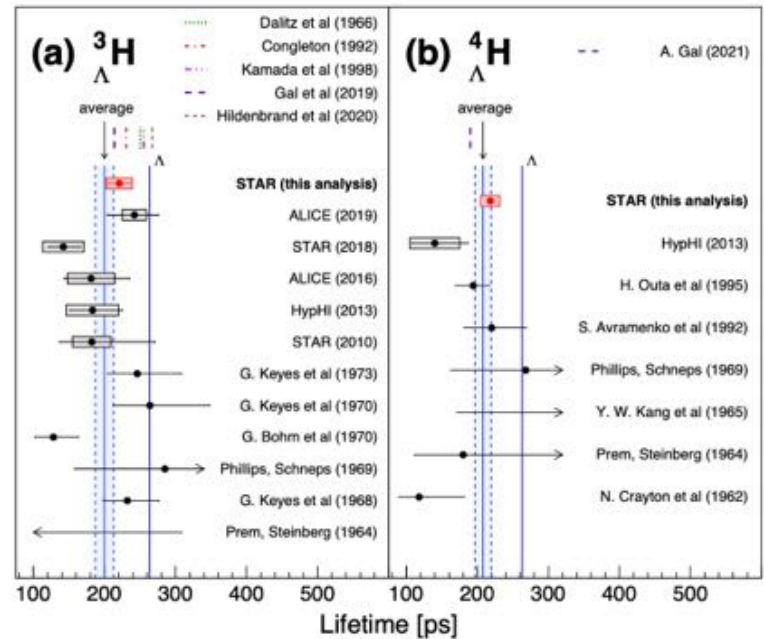 (a) ³H
Λ
Dalitz et al (1966)
Congleton (1992)
Kamada et al (1998)
Gal et al (2019)
Hildenbrand et al (2020)
average
Λ
STAR (this analysis)
ALICE (2019)
STAR (2018)
ALICE (2016)
HypHI (2013)
STAR (2010)
G. Keyes et al (1973)
G. Keyes et al (1970)
G. Bohm et al (1970)
Phillips, Schneps (1969)
G. Keyes et al (1968)
Prem, Steinberg (1964)
100 200 300 400 500
(b) ⁴H
Λ
A. Gal (2021)
average
Λ
STAR (this analysis)
HypHI (2013)
H. Outa et al (1995)
S. Avramenko et al (1992)
Phillips, Schneps (1969)
Y. W. Kang et al (1965)
Prem, Steinberg (1964)
N. Crayton et al (1962)
100 200 300 400 500
Lifetime [ps]